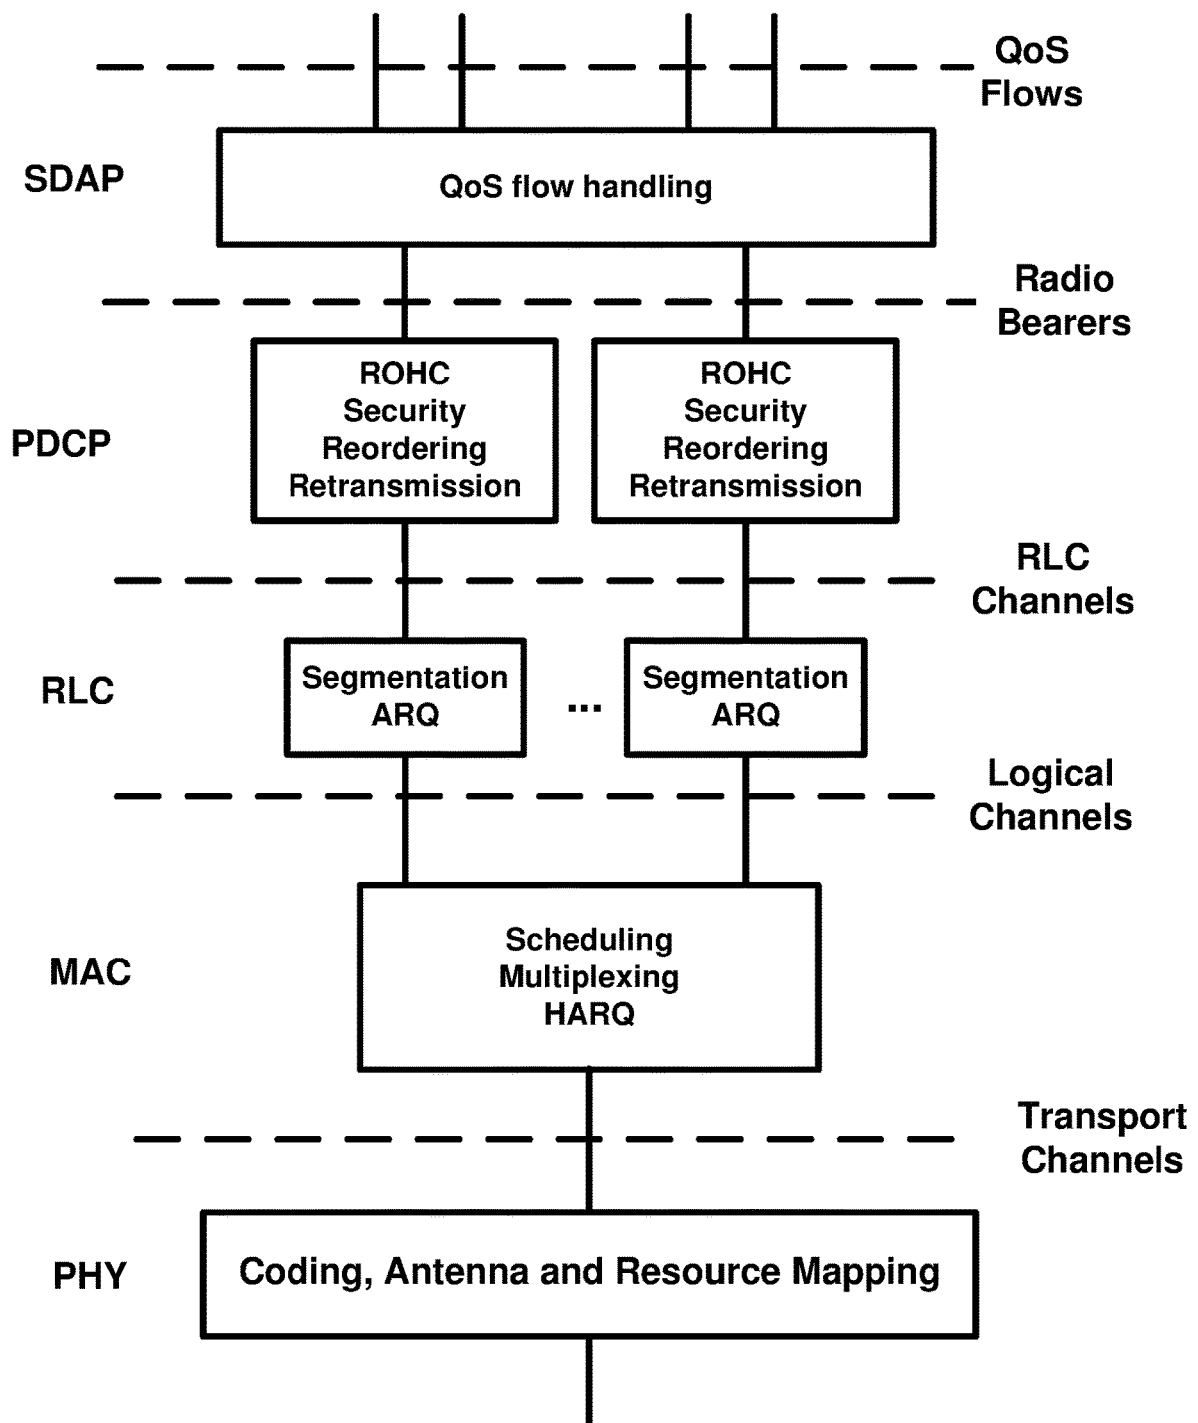 QoS
Flows
SDAP
QoS flow handling
Radio
Bearers
PDCP
ROHC
Security
Reordering
Retransmission
ROHC
Security
Reordering
Retransmission
RLC
Channels
RLC
Segmentation
ARQ
...
Segmentation
ARQ
Logical
Channels
MAC
Scheduling
Multiplexing
HARQ
Transport
Channels
PHY
Coding, Antenna and Resource Mapping